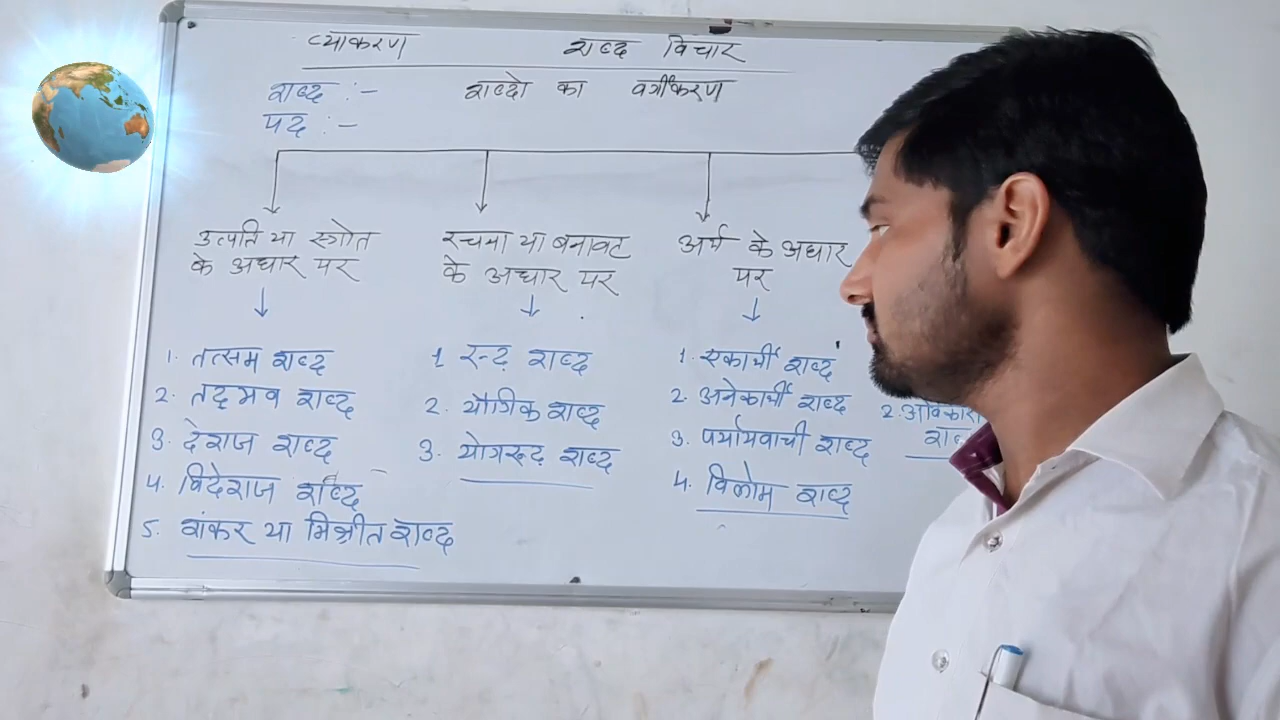 व्याकरण शब्द विचार
शब्द :- शब्दो का वर्गीकरण
पद :-
उत्पति या स्त्रोत
के अधार पर
रचना या बनावट
के अधार पर
अर्थ के अधार
पर
1. तत्सम शब्द
2. तद्भव शब्द
3. देशज शब्द
4. विदेशज शब्द
5. शंकर या मिश्रीत शब्द
1 रूढ़ शब्द
2. यौगिक शब्द
3. योगरूढ़ शब्द
1. एकार्थी शब्द
2. अनेकार्थी शब्द
3. पर्यायवाची शब्द
4. विलोम शब्द
2. अविकारी